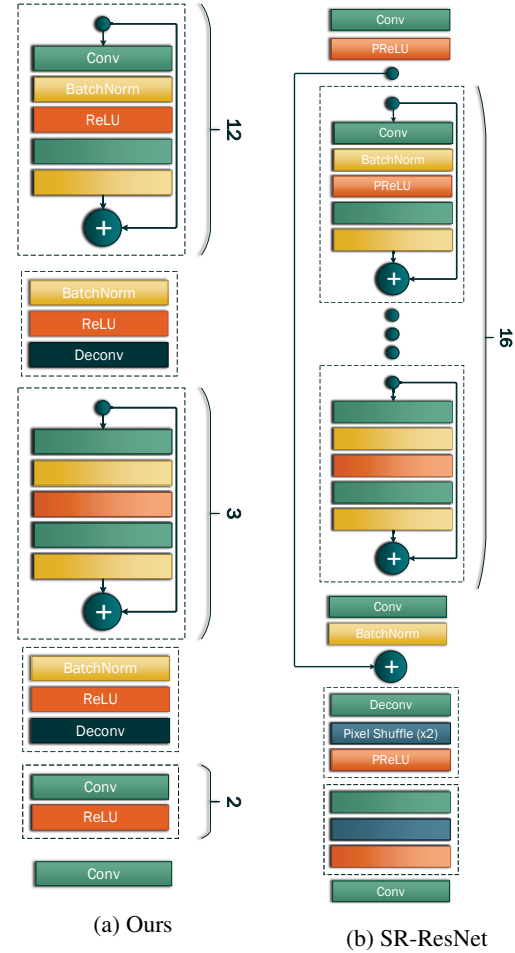 Conv
BatchNorm
ReLU
12
BatchNorm
ReLU
Deconv
3
BatchNorm
ReLU
Deconv
Conv
ReLU
2
Conv
(a) Ours
Conv
PReLU
Conv
BatchNorm
PReLU
16
Conv
BatchNorm
Deconv
Pixel Shuffle (x2)
PReLU
Conv
(b) SR-ResNet